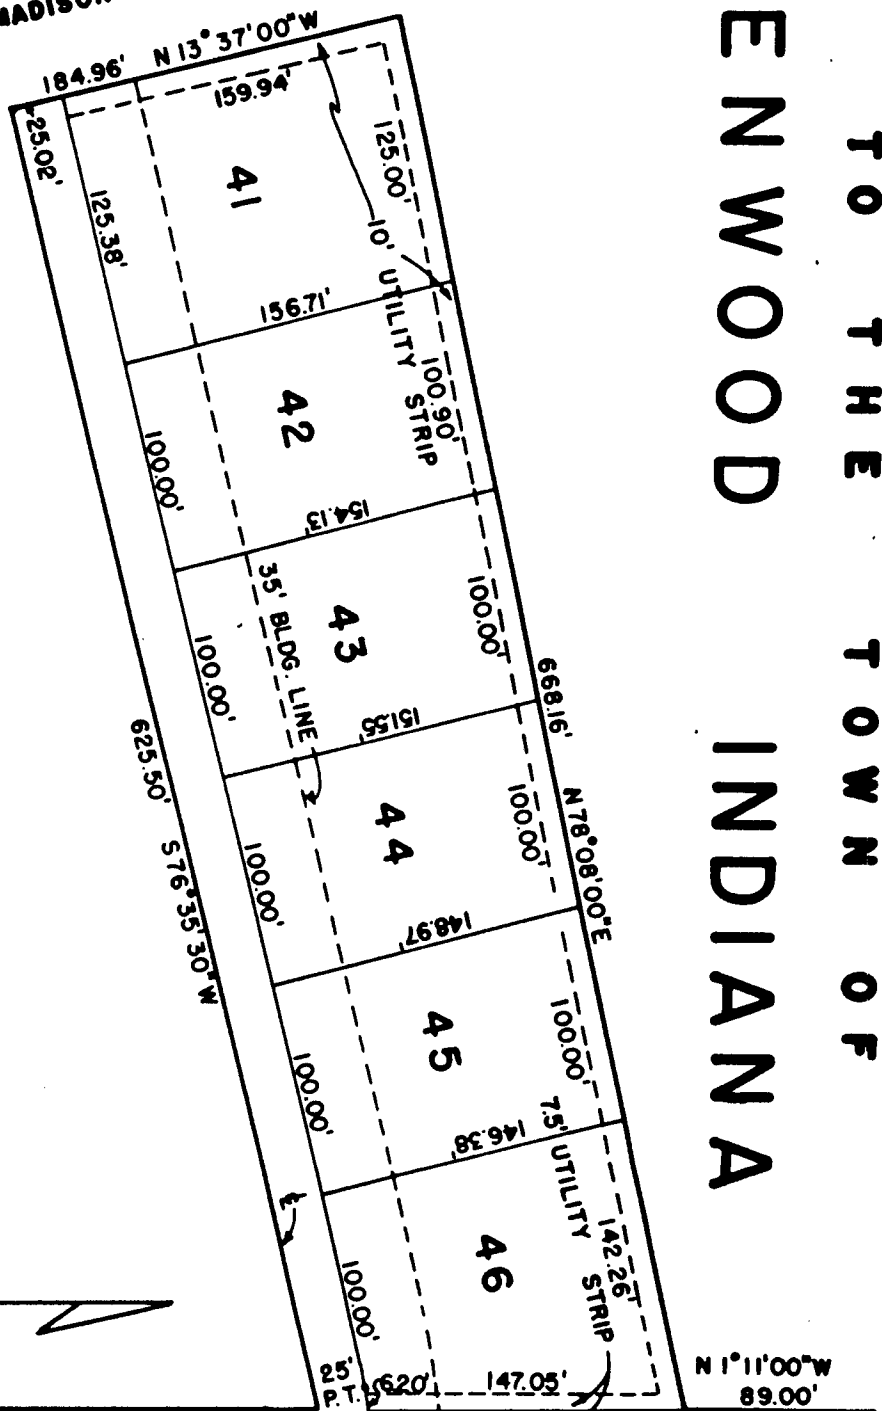 TO THE TOWN OF
ENWOOD INDIANA
MADISON
184.96' N 13°37'00"W
159.94'
25.02'
125.38'
41
125.00'
10' UTILITY STRIP
156.71'
100.90'
42
100.00'
154.13'
100.00'
43
35' BLDG. LINE
100.00'
151.55'
668.16' N 78°08'00"E
625.50' S 76°35'30"W
100.00'
44
100.00'
148.97'
100.00'
45
100.00'
146.38'
7.5' UTILITY STRIP
142.26'
46
100.00'
25'
P.T.
6.20'
147.05'
N 1°11'00"W
89.00'